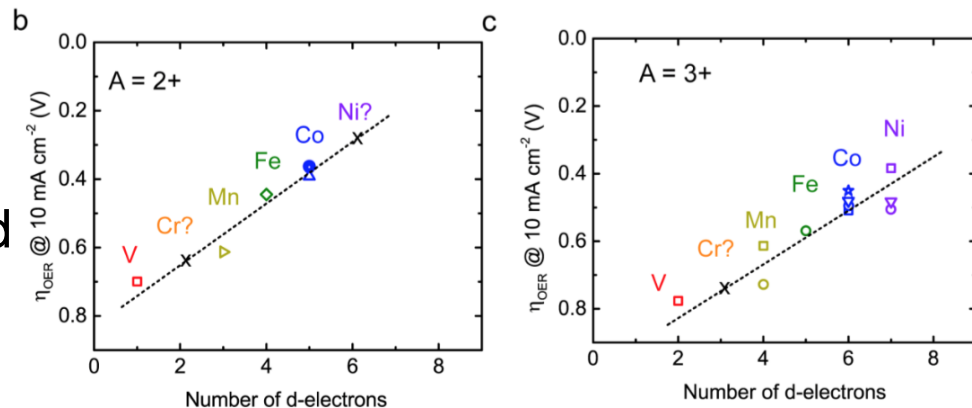 b
A = 2+
0.0
0.2
0.4
0.6
0.8
0 2 4 6 8
V
Cr?
Mn
Fe
Co
Ni?
X
X
η_OER @ 10 mA cm⁻² (V)
Number of d-electrons
d
c
A = 3+
0.0
0.2
0.4
0.6
0.8
0 2 4 6 8
V
Cr?
Mn
Fe
Co
Ni
X
η_OER @ 10 mA cm⁻² (V)
Number of d-electrons